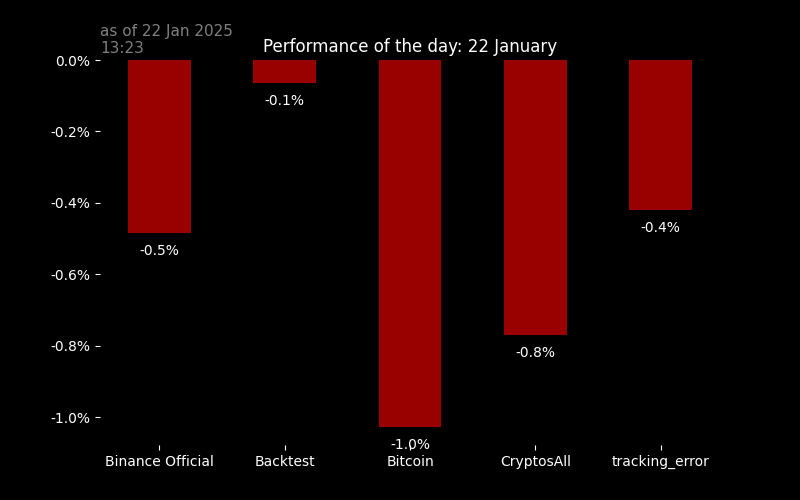 as of 22 Jan 2025
13:23
Performance of the day: 22 January
0.0%
-0.2%
-0.4%
-0.6%
-0.8%
-1.0%
-0.5%
-0.1%
-1.0%
-0.8%
-0.4%
Binance Official
Backtest
Bitcoin
CryptosAll
tracking_error